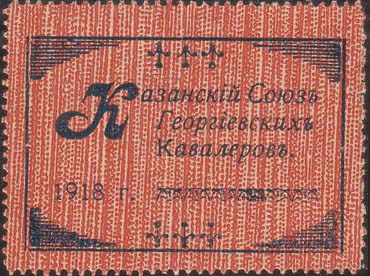 Казанскій Союзъ
Георгіевскихъ
Кавалеровъ.
1918 г.